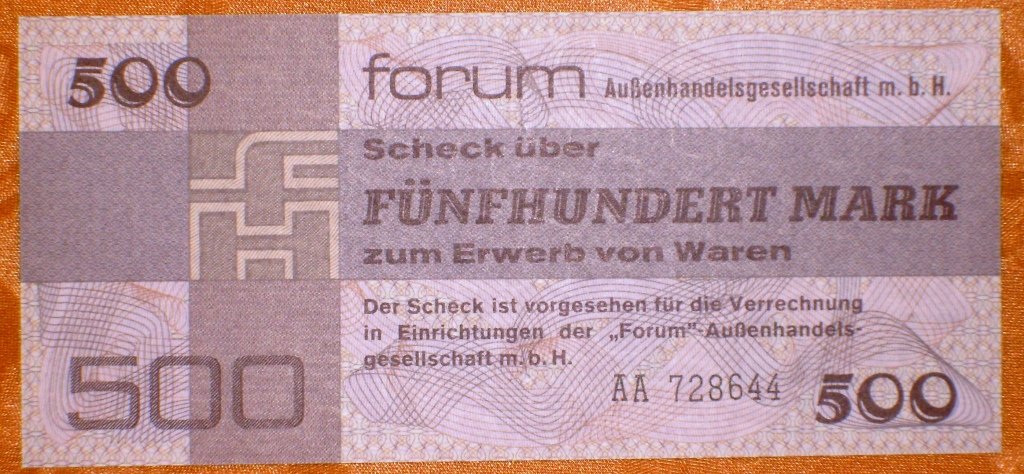 500
forum Außenhandelsgesellschaft m. b. H.
Scheck über
FÜNFHUNDERT MARK
zum Erwerb von Waren
Der Scheck ist vorgesehen für die Verrechnung
in Einrichtungen der „Forum”-Außenhandels-
gesellschaft m. b. H.
500
AA 728644
500